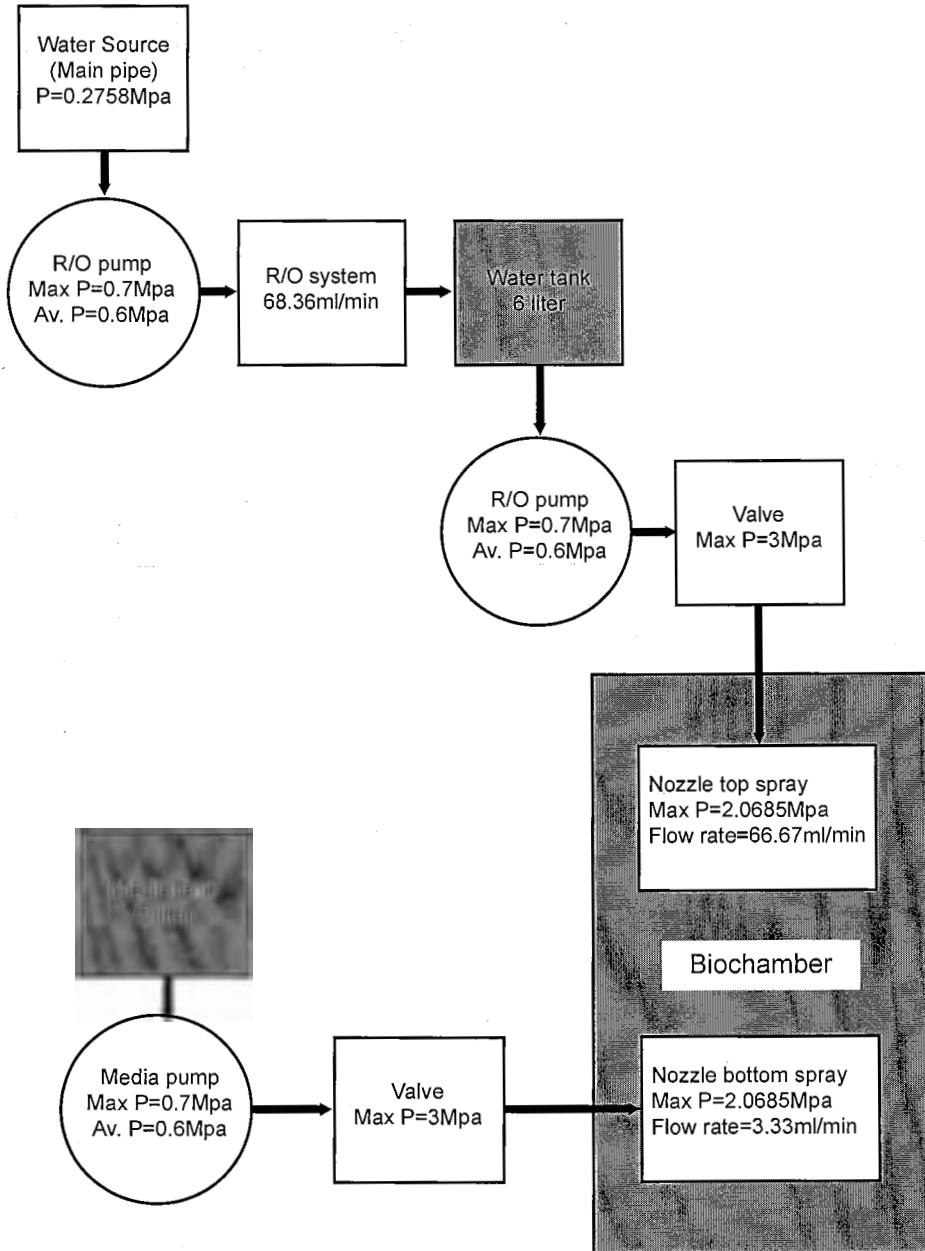 Water Source
(Main pipe)
P=0.2758Mpa
R/O pump
Max P=0.7Mpa
Av. P=0.6Mpa
R/O system
68.36ml/min
Water tank
6 liter
R/O pump
Max P=0.7Mpa
Av. P=0.6Mpa
Valve
Max P=3Mpa
Nozzle top spray
Max P=2.0685Mpa
Flow rate=66.67ml/min
Biochamber
Media pump
Max P=0.7Mpa
Av. P=0.6Mpa
Valve
Max P=3Mpa
Nozzle bottom spray
Max P=2.0685Mpa
Flow rate=3.33ml/min